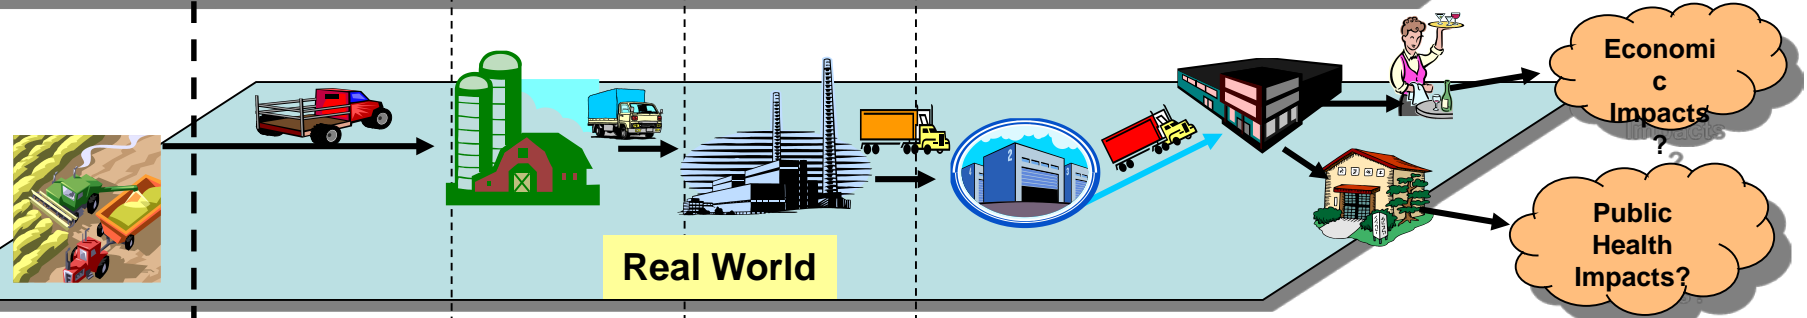 Economi
c
Impacts
?
Real World
Public
Health
Impacts?